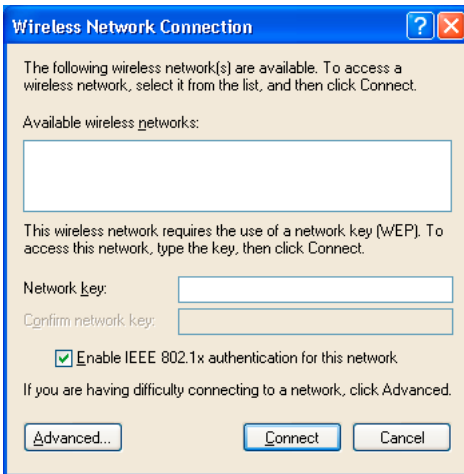 Wireless Network Connection
The following wireless network(s) are available. To access a
wireless network, select it from the list, and then click Connect.
Available wireless networks:
This wireless network requires the use of a network key (WEP). To
access this network, type the key, then click Connect.
Network key:
Confirm network key:
Enable IEEE 802.1x authentication for this network
If you are having difficulty connecting to a network, click Advanced.
Advanced... Connect Cancel